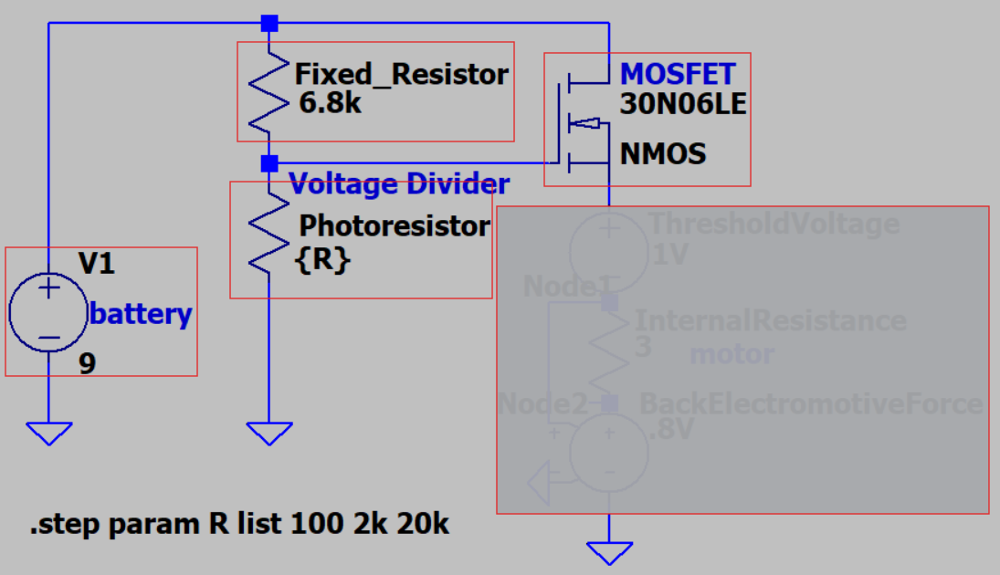 Fixed_Resistor
6.8k
MOSFET
30N06LE
NMOS
Voltage Divider
Photoresistor
{R}
V1
battery
9
ThresholdVoltage
1V
Node1
InternalResistance
3
motor
Node2
BackElectromotiveForce
.8V
.step param R list 100 2k 20k